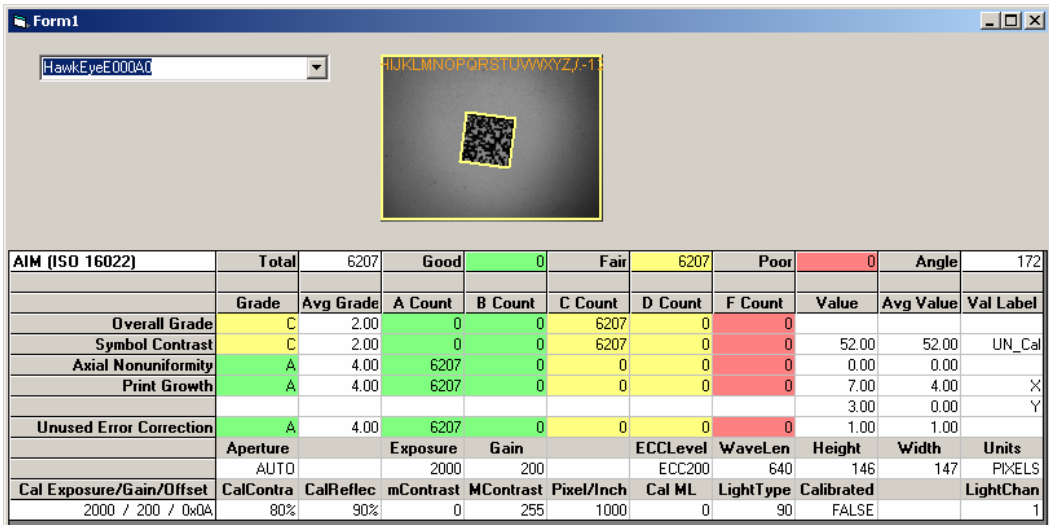 Form1
HawkEyeE000A0
HIJKLMNOPQRSTUVWXYZ,/.-1
AIM (ISO 16022) Total 6207 Good 0 Fair 6207 Poor 0 Angle 172
Grade Avg Grade A Count B Count C Count D Count F Count Value Avg Value Val Label
Overall Grade C 2.00 0 0 6207 0 0
Symbol Contrast C 2.00 0 0 6207 0 0 52.00 52.00 UN_Cal
Axial Nonuniformity A 4.00 6207 0 0 0 0 0.00 0.00
Print Growth A 4.00 6207 0 0 0 0 7.00 4.00 X
3.00 0.00 Y
Unused Error Correction A 4.00 6207 0 0 0 0 1.00 1.00
Aperture Exposure Gain ECCLevel WaveLen Height Width Units
AUTO 2000 200 ECC200 640 146 147 PIXELS
Cal Exposure/Gain/Offset CalContra CalReflec mContrast MContrast Pixel/Inch Cal ML LightType Calibrated LightChan
2000 / 200 / 0x0A 80% 90% 0 255 1000 0 90 FALSE 1